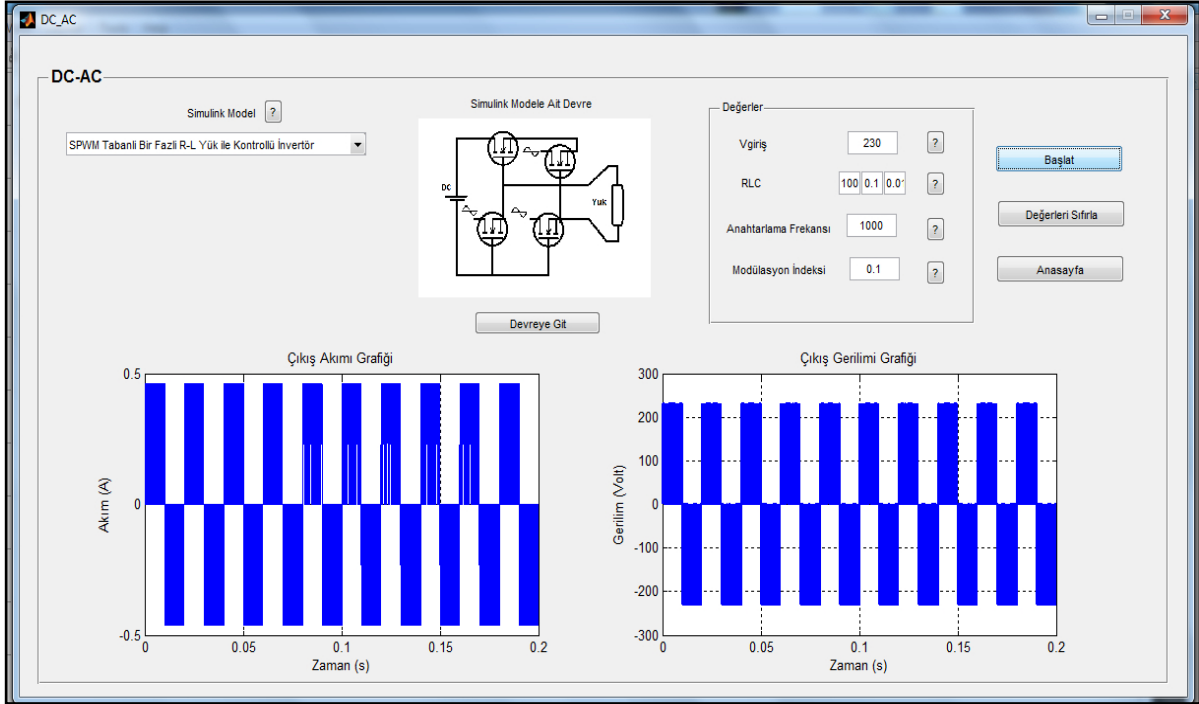 DC_AC
DC-AC
Simulink Model ?
SPWM Tabanli Bir Fazli R-L Yük ile Kontrollü İnvertör
Simulink Modele Ait Devre
DC
Yuk
Devreye Git
Değerler
Vgiriş 230 ?
RLC 100 0.1 0.01 ?
Anahtarlama Frekansı 1000 ?
Modülasyon İndeksi 0.1 ?
Başlat
Değerleri Sıfırla
Anasayfa
Çıkış Akımı Grafiği
0.5
0
-0.5
Akım (A)
0 0.05 0.1 0.15 0.2
Zaman (s)
Çıkış Gerilimi Grafiği
300
200
100
0
-100
-200
-300
Gerilim (Volt)
0 0.05 0.1 0.15 0.2
Zaman (s)